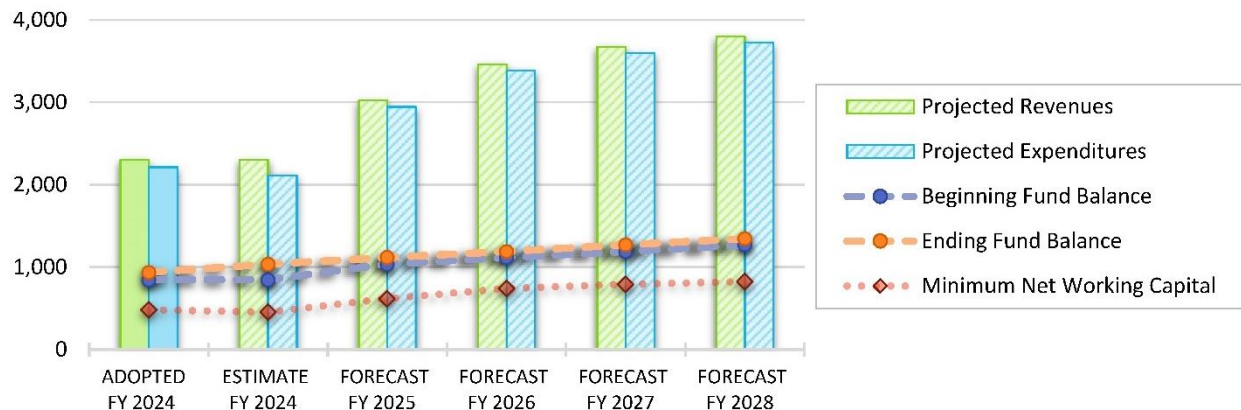 4,000
3,000
2,000
1,000
0
ADOPTED
FY 2024
ESTIMATE
FY 2024
FORECAST
FY 2025
FORECAST
FY 2026
FORECAST
FY 2027
FORECAST
FY 2028
Projected Revenues
Projected Expenditures
Beginning Fund Balance
Ending Fund Balance
Minimum Net Working Capital